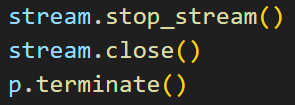 stream.stop_stream()
stream.close()
p.terminate()